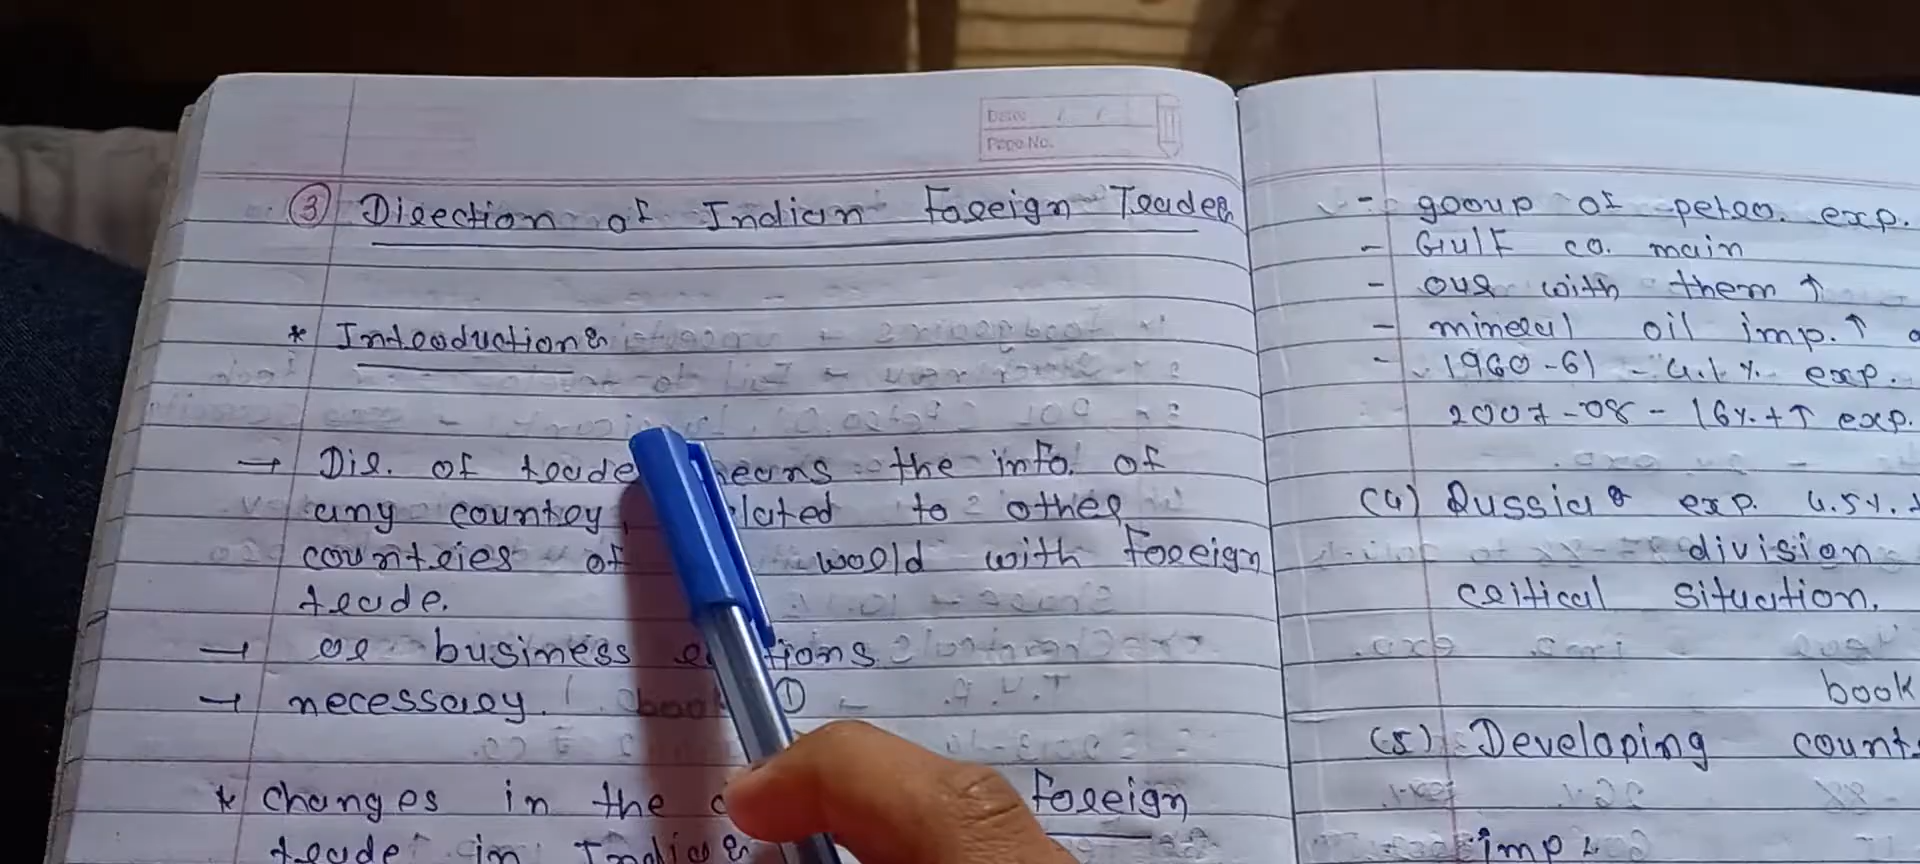 Date: / /
Page No.
③ Direction of Indian Foreign Trade:
* Introduction:
→ Dir. of trade means the info. of
any country, related to other
countries of world with foreign
trade.
→ or business
→ necessary. book ①
* Changes in the foreign
trade in India:
- group of petro. exp.
- Gulf co. main
- our with them ↑
- mineral oil imp. ↑
- 1960-61 - 4.1% exp.
2007-08 - 16% + ↑ exp.
(4) Russia: exp. 4.5%
division
critical situation.
book
(5) Developing
imp